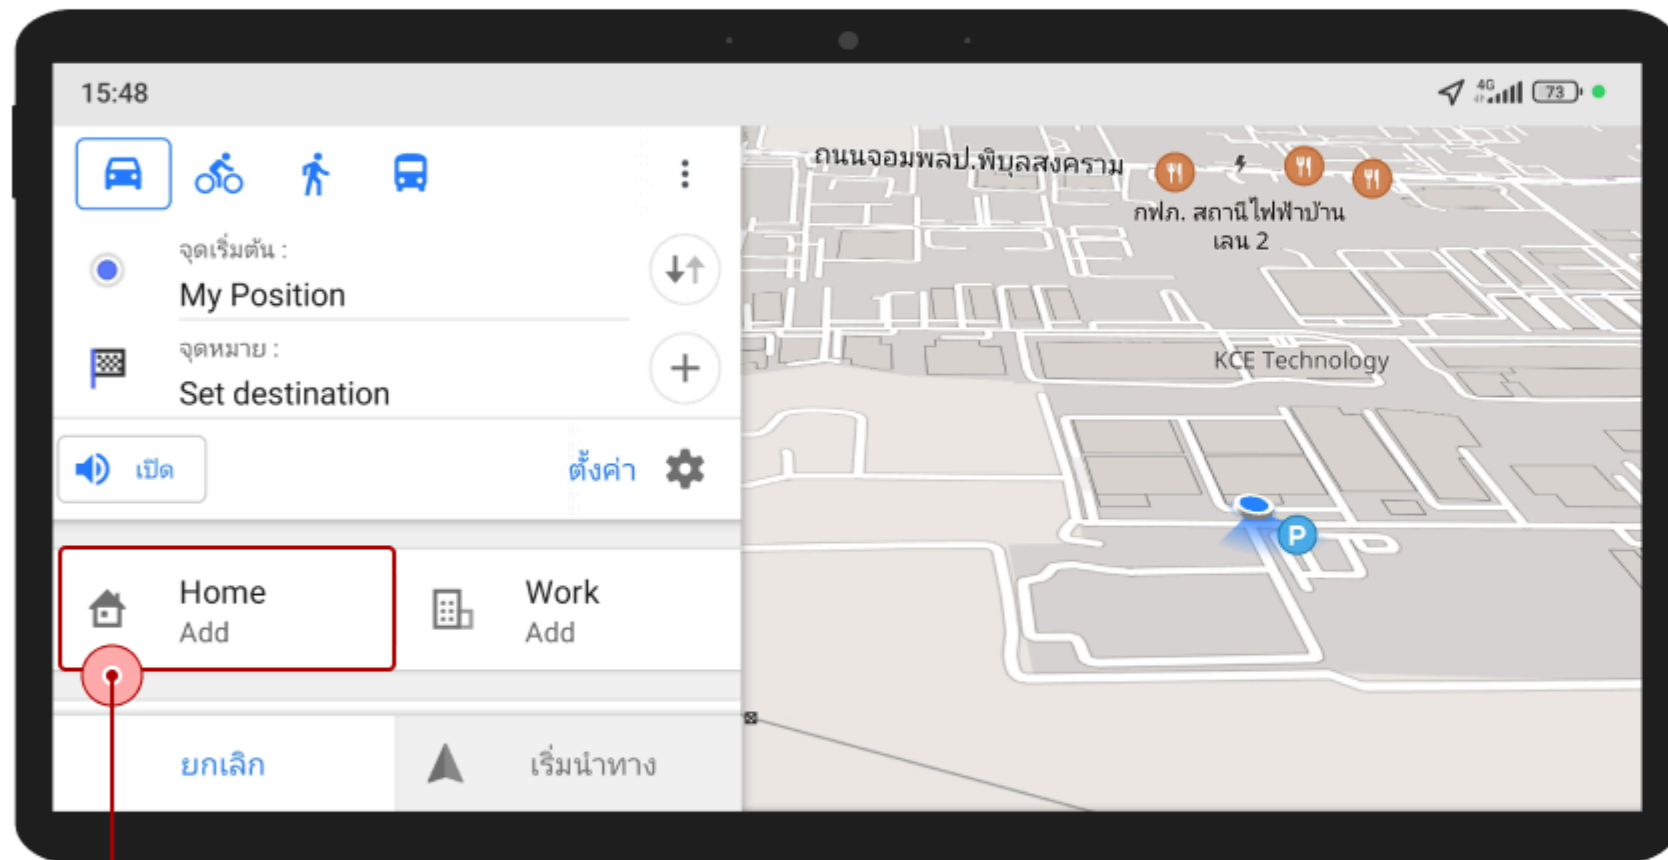 15:48
4G
73
จุดเริ่มต้น :
My Position
จุดหมาย :
Set destination
เปิด
ตั้งค่า
Home
Add
Work
Add
ยกเลิก
เริ่มนำทาง
ถนนจอมพลป.พิบูลสงคราม
กฟภ. สถานีไฟฟ้าบ้าน
เลน 2
KCE Technology
P